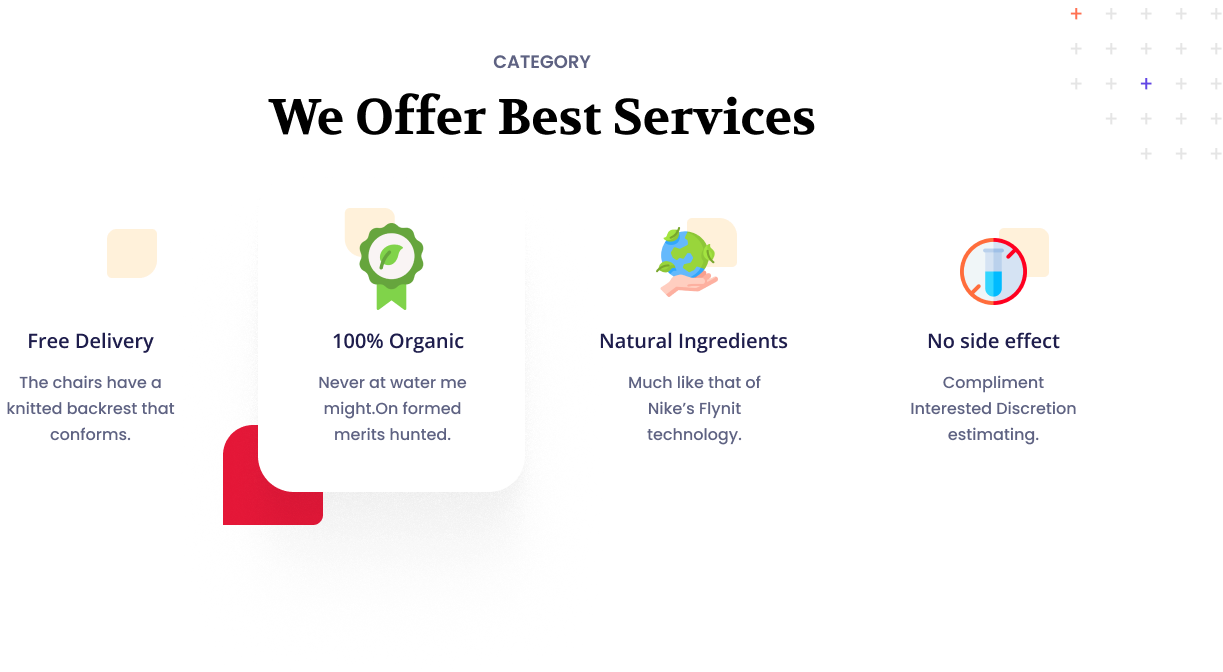 CATEGORY
We Offer Best Services
Free Delivery
The chairs have a
knitted backrest that
conforms.
100% Organic
Never at water me
might.On formed
merits hunted.
Natural Ingredients
Much like that of
Nike’s Flynit
technology.
No side effect
Compliment
Interested Discretion
estimating.